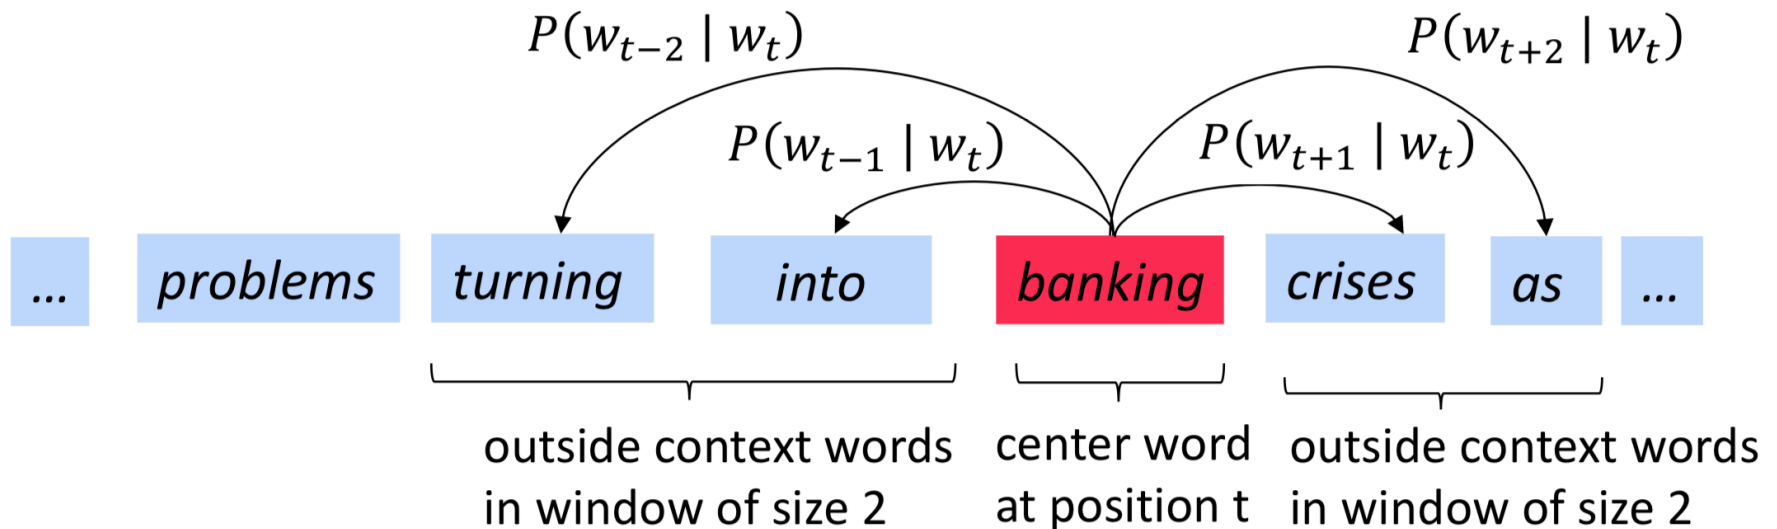 P(w_{t−2} | w_t) P(w_{t+2} | w_t)
P(w_{t−1} | w_t) P(w_{t+1} | w_t)
... problems turning into banking crises as ...
outside context words center word outside context words
in window of size 2 at position t in window of size 2